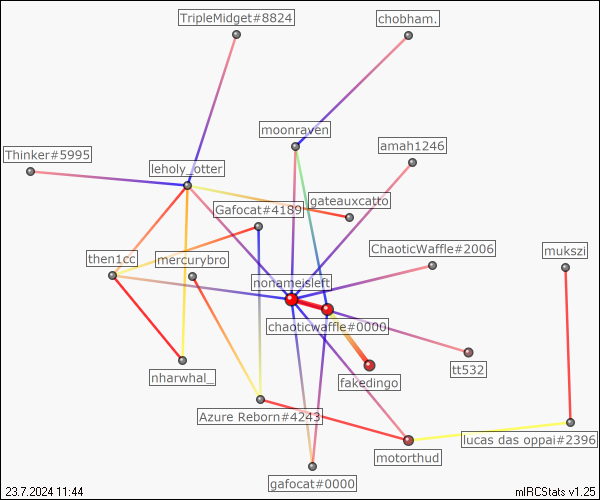 TripleMidget#8824
chobham.
moonraven
amah1246
Thinker#5995
leholy_otter
gateauxcatto
Gafocat#4189
ChaoticWaffle#2006
mukszi
then1cc
mercurybro
nonameisleft
chaoticwaffle#0000
tt532
nharwhal_
fakedingo
Azure Reborn#4243
lucas das oppai#2396
motorthud
gafocat#0000
23.7.2024 11:44
mIRCStats v1.25